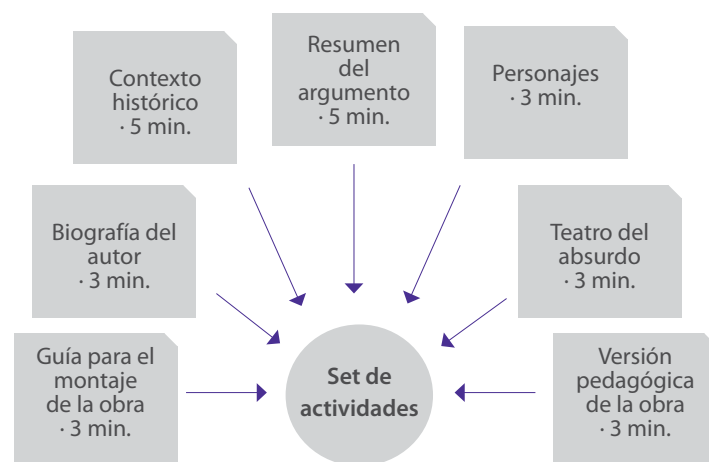 Contexto
histórico
· 5 min.
Resumen
del
argumento
· 5 min.
Personajes
· 3 min.
Biografía del
autor
· 3 min.
Teatro del
absurdo
· 3 min.
Guía para el
montaje
de la obra
· 3 min.
Set de
actividades
Versión
pedagógica
de la obra
· 3 min.